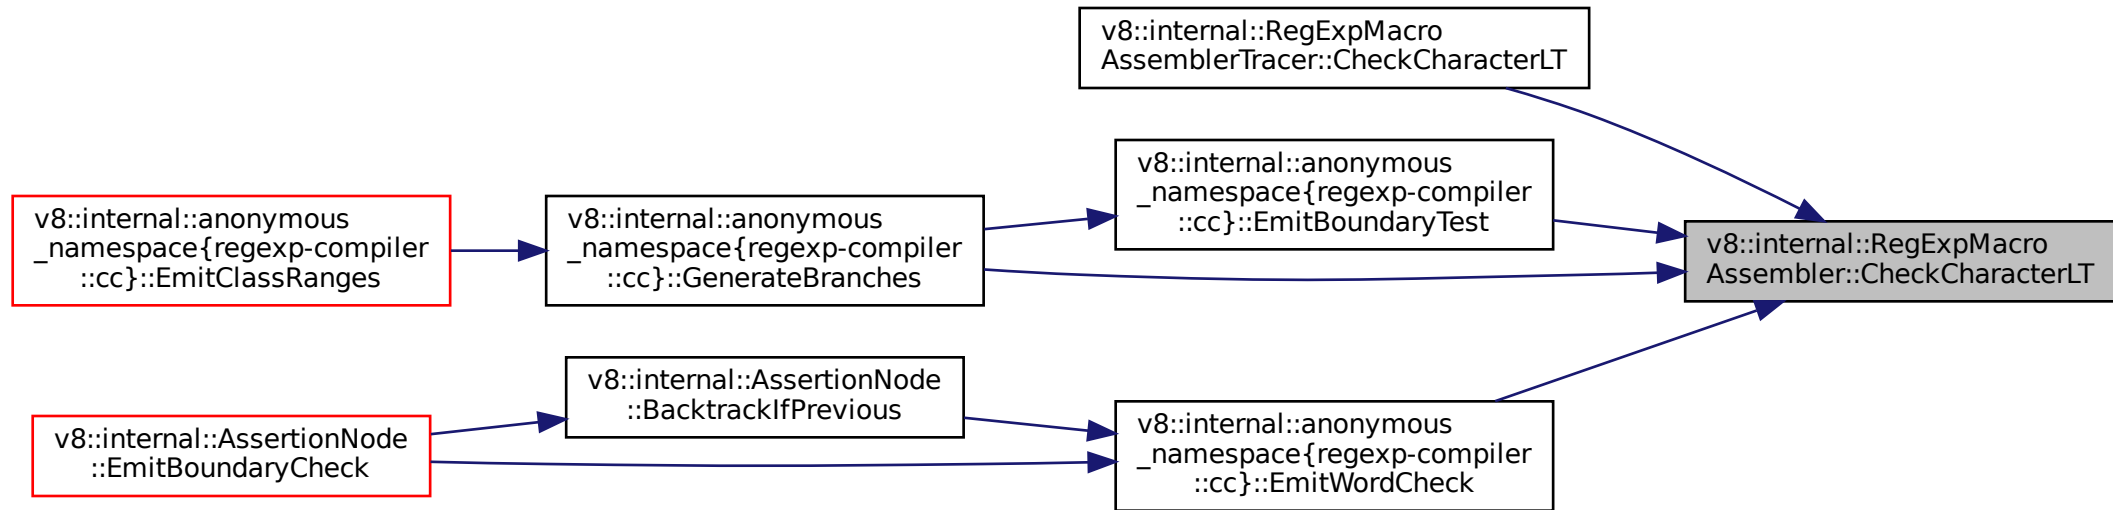 v8::internal::RegExpMacro
AssemblerTracer::CheckCharacterLT
v8::internal::anonymous
_namespace{regexp-compiler
::cc}::EmitBoundaryTest
v8::internal::anonymous
_namespace{regexp-compiler
::cc}::EmitClassRanges
v8::internal::anonymous
_namespace{regexp-compiler
::cc}::GenerateBranches
v8::internal::RegExpMacro
Assembler::CheckCharacterLT
v8::internal::AssertionNode
::BacktrackIfPrevious
v8::internal::AssertionNode
::EmitBoundaryCheck
v8::internal::anonymous
_namespace{regexp-compiler
::cc}::EmitWordCheck